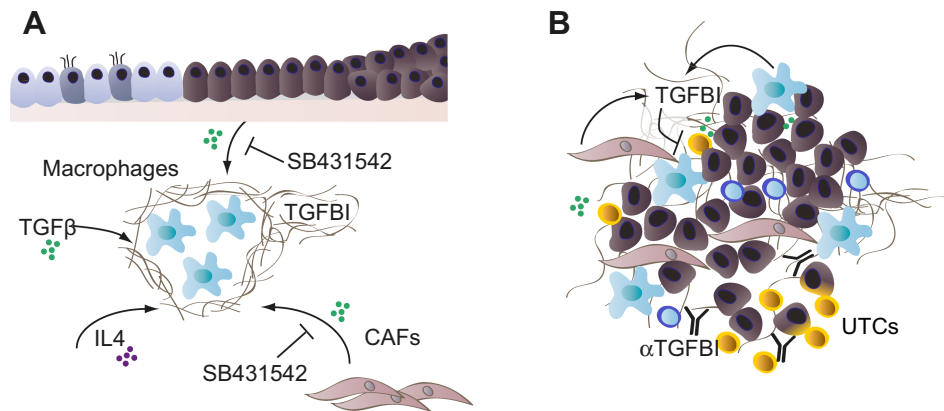 A
Macrophages
SB431542
TGFBI
TGFβ
IL4
CAFs
SB431542
B
TGFBI
UTCs
αTGFBI